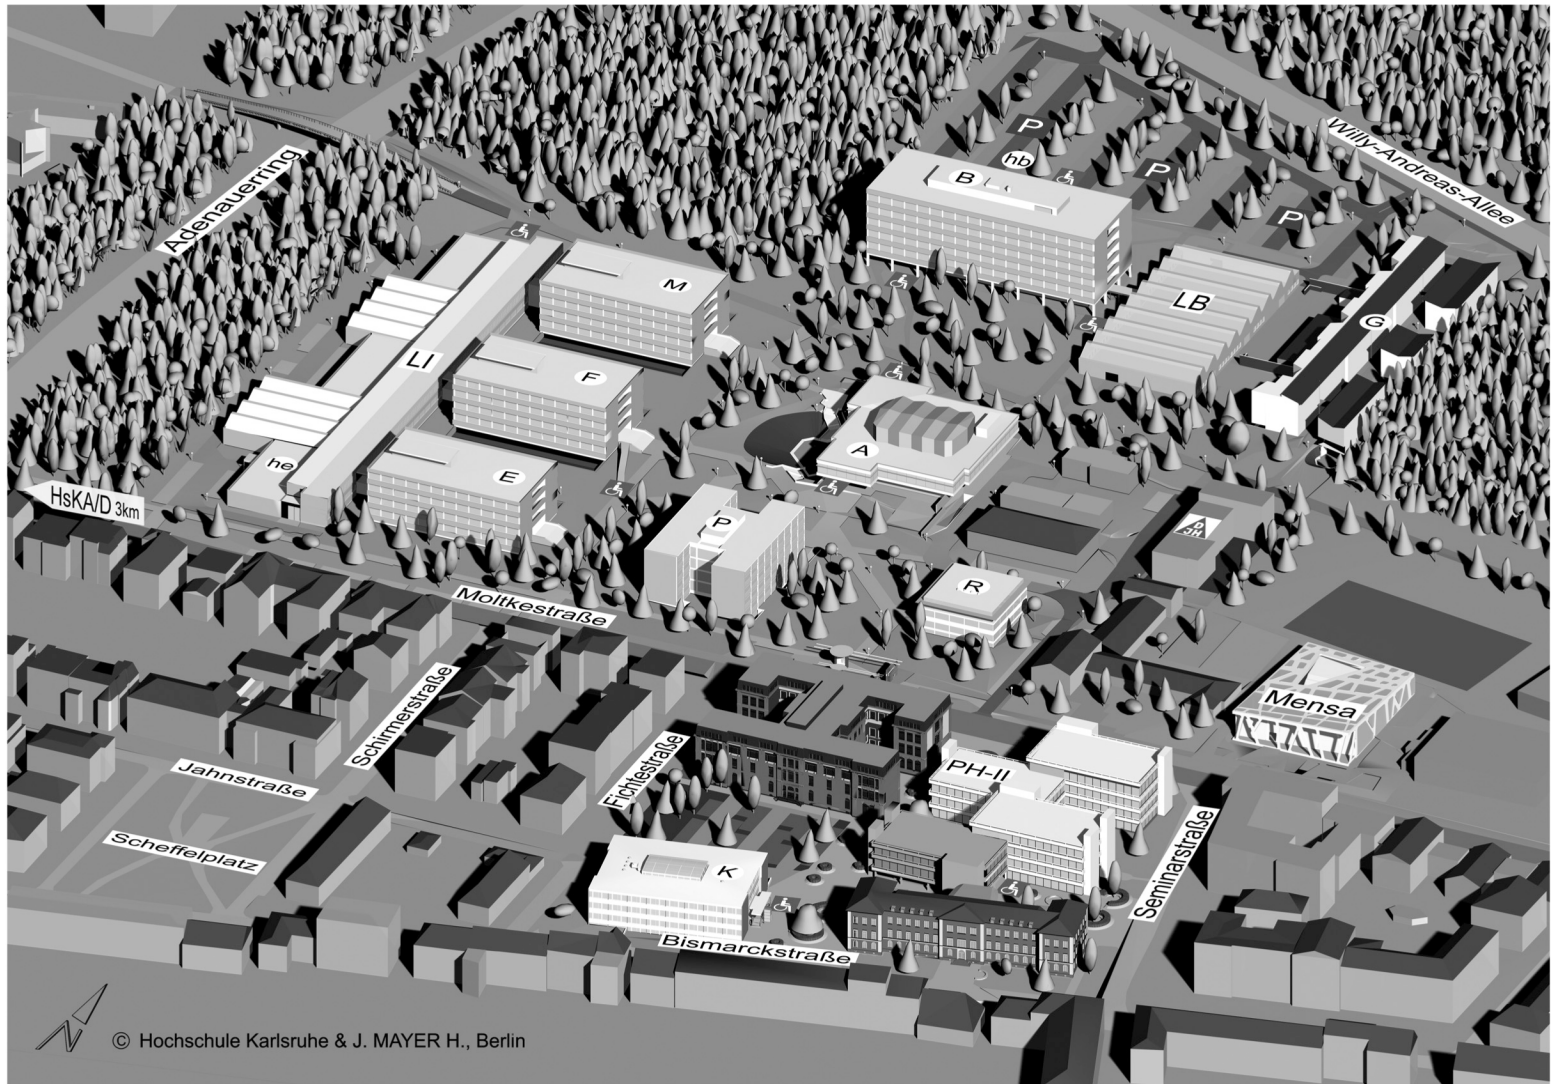 Willy-Andreas-Allee
P
hb
B
P
P
Adenauerring
M
LB
G
LI
F
A
he
E
HsKA/D 3km
P
D
JH
R
Moltkestraße
Mensa
Schirmerstraße
Fichtestraße
PH-II
Jahnstraße
Seminarstraße
Scheffelplatz
K
Bismarckstraße
N
© Hochschule Karlsruhe & J. MAYER H., Berlin